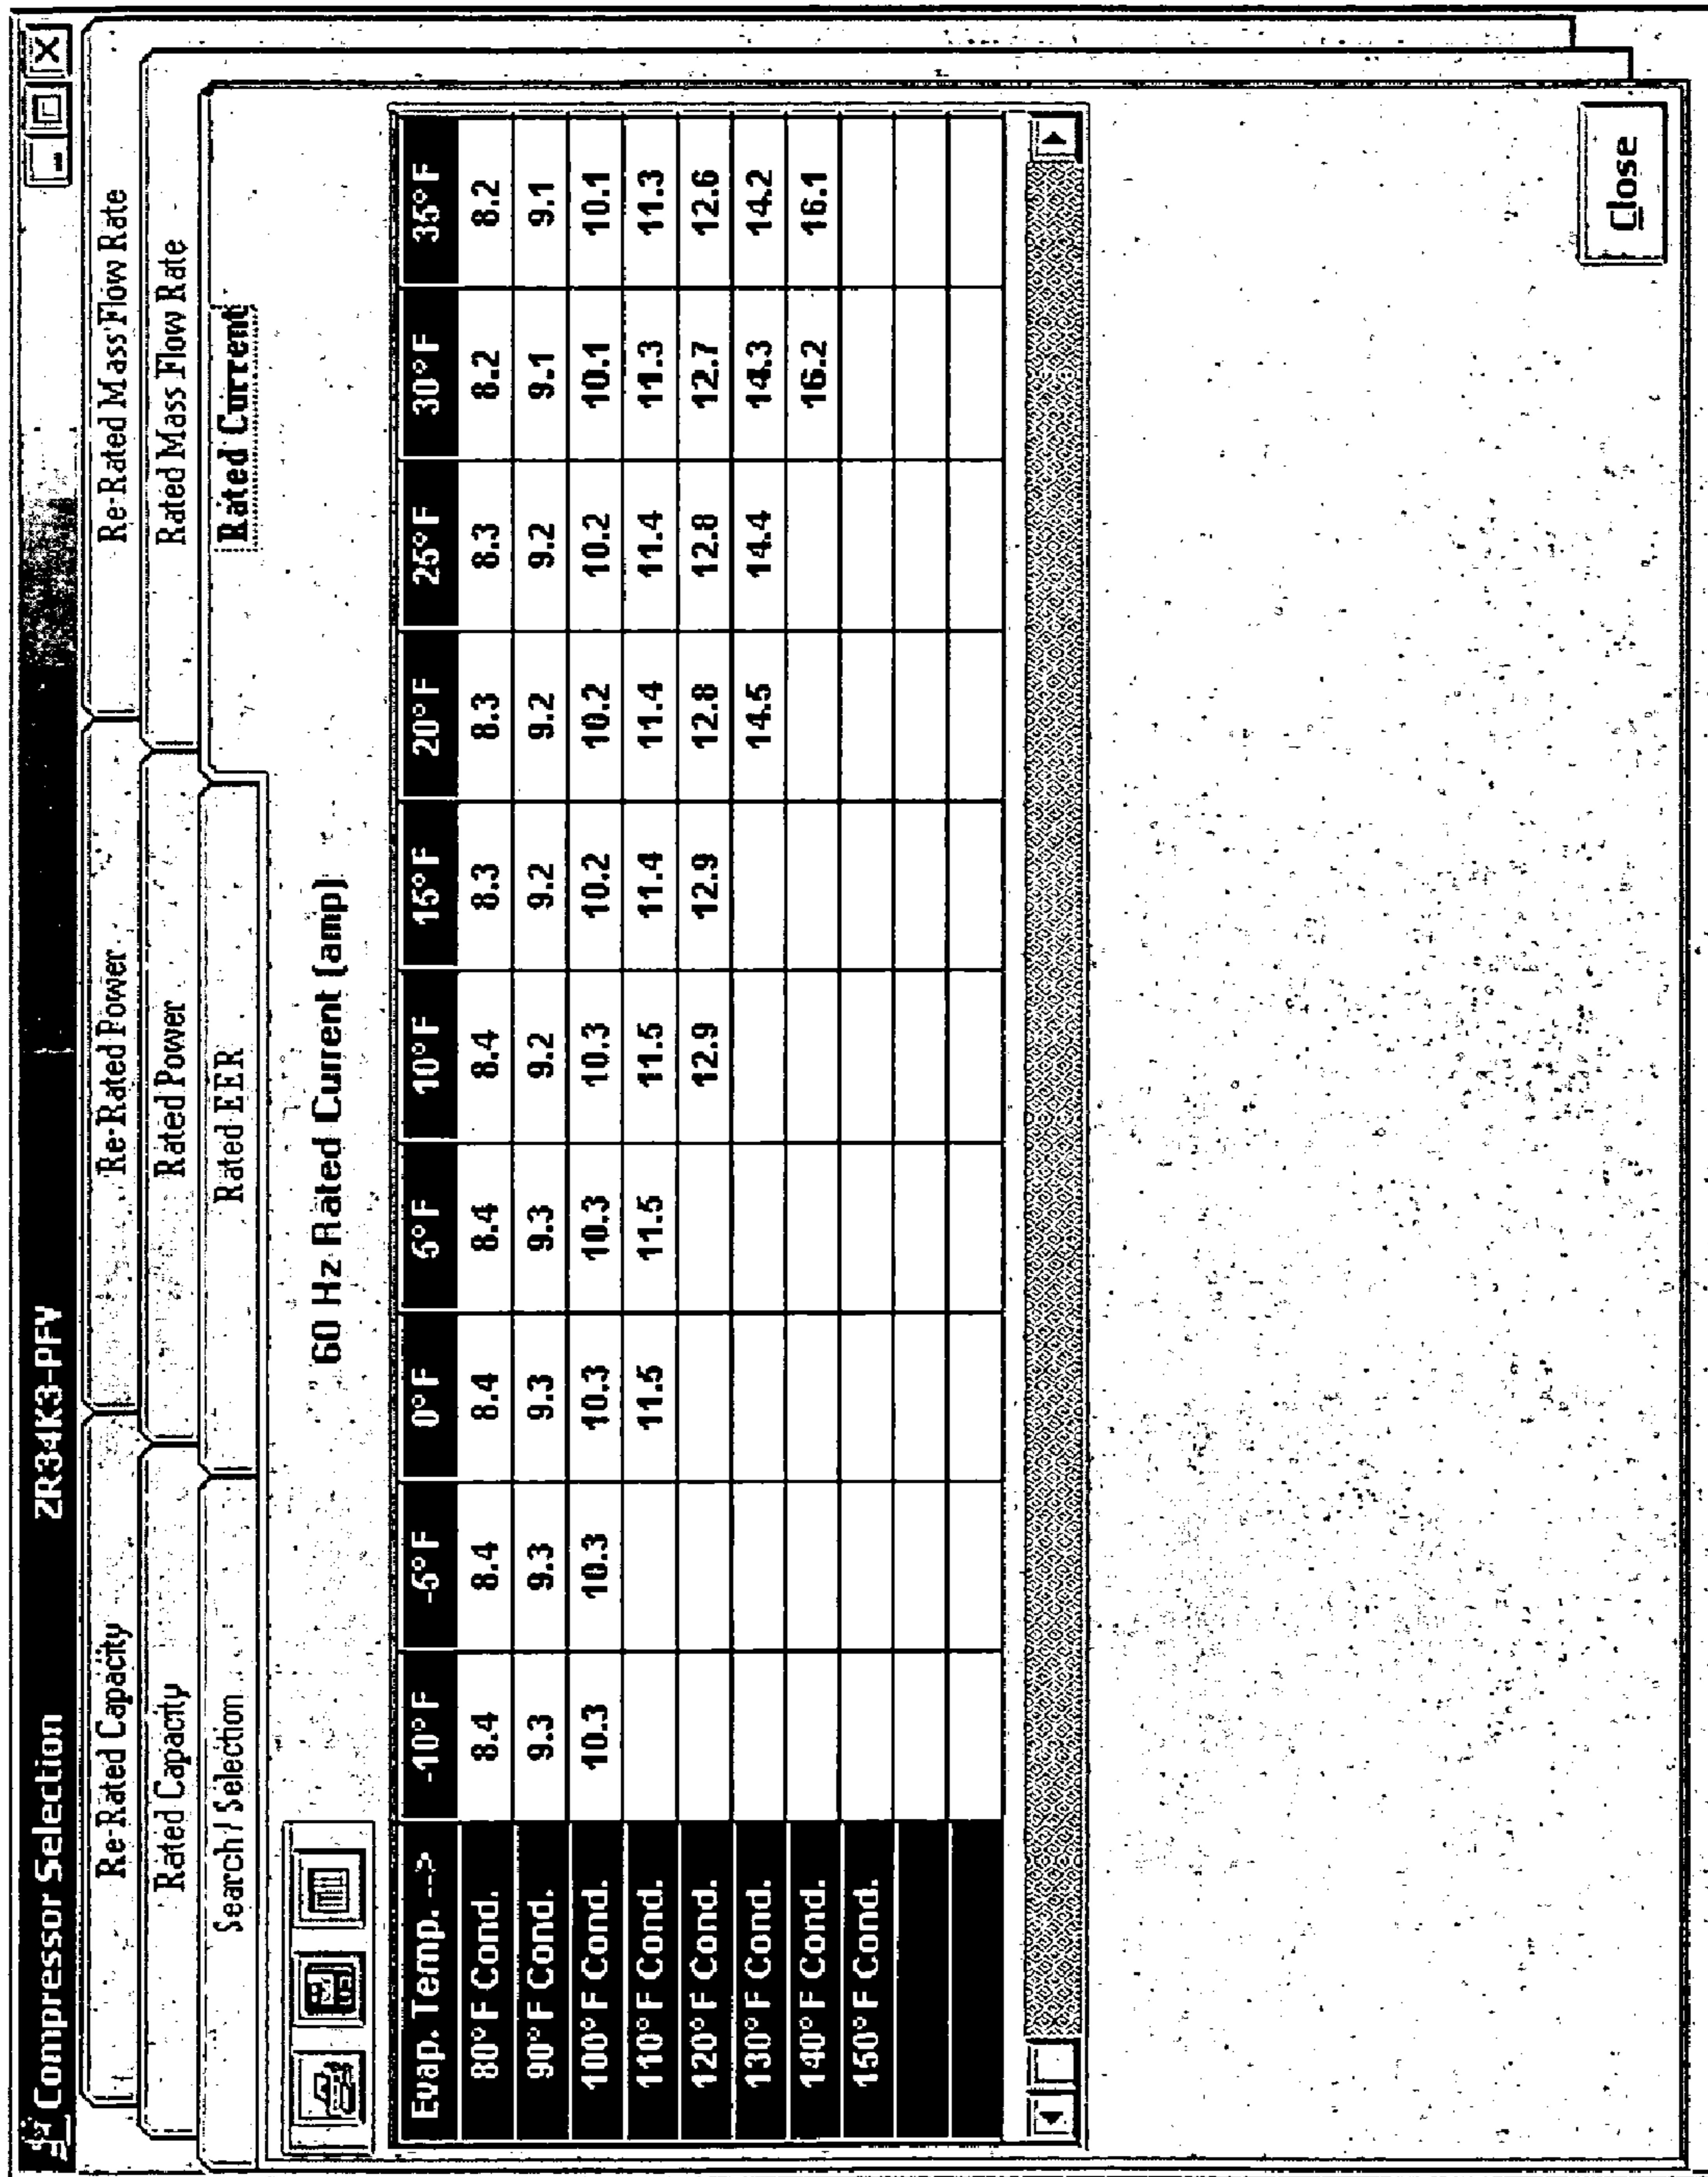 Compressor Selection ZR34K3-PFV
Re-Rated Capacity Re-Rated Power Re-Rated Mass Flow Rate
Rated Capacity Rated Power Rated Mass Flow Rate
Search / Selection Rated EER Rated Current
60 Hz Rated Current (amp)
Evap. Temp. --> -10° F -5° F 0° F 5° F 10° F 15° F 20° F 25° F 30° F 35° F
80° F Cond. 8.4 8.4 8.4 8.4 8.4 8.3 8.3 8.3 8.2 8.2
90° F Cond. 9.3 9.3 9.3 9.3 9.2 9.2 9.2 9.2 9.1 9.1
100° F Cond. 10.3 10.3 10.3 10.3 10.3 10.2 10.2 10.2 10.1 10.1
110° F Cond. 11.5 11.5 11.5 11.4 11.4 11.4 11.3 11.3
120° F Cond. 12.9 12.9 12.8 12.8 12.7 12.6
130° F Cond. 14.5 14.4 14.3 14.2
140° F Cond. 16.2 16.1
150° F Cond.
Close